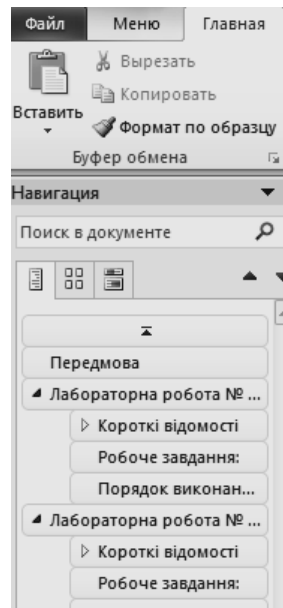 Файл Меню Главная
Вырезать
Копировать
Вставить
Формат по образцу
Буфер обмена
Навигация
Поиск в документе
Передмова
Лабораторна робота № ...
Короткі відомості
Робоче завдання:
Порядок виконан...
Лабораторна робота № ...
Короткі відомості
Робоче завдання: